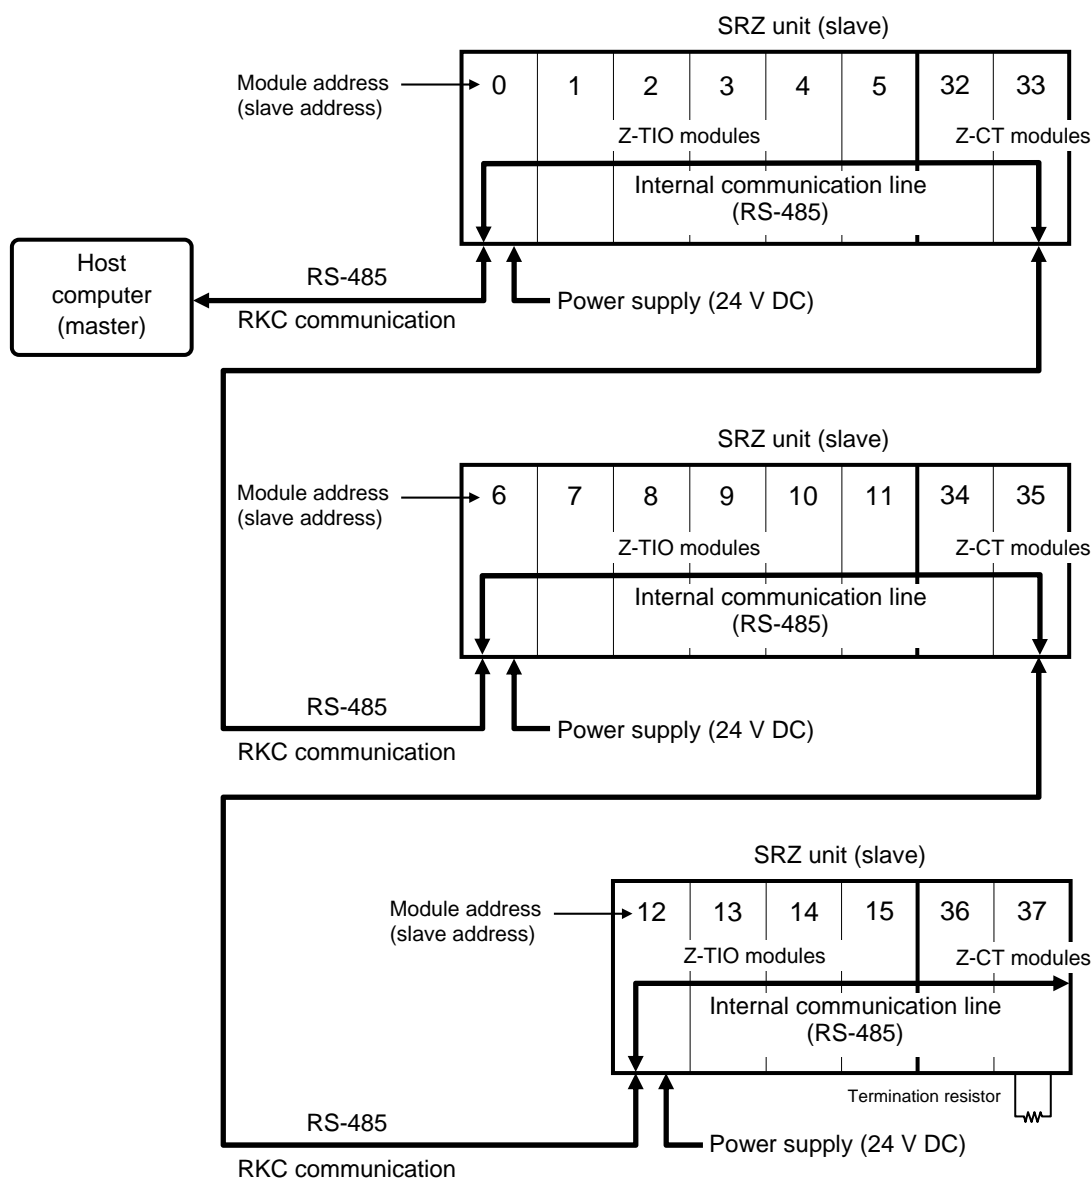 SRZ unit (slave)
Module address
(slave address)
0 1 2 3 4 5 32 33
Z-TIO modules Z-CT modules
Internal communication line
(RS-485)
Host
computer
(master)
RS-485
RKC communication
Power supply (24 V DC)
SRZ unit (slave)
Module address
(slave address)
6 7 8 9 10 11 34 35
Z-TIO modules Z-CT modules
Internal communication line
(RS-485)
RS-485
RKC communication
Power supply (24 V DC)
SRZ unit (slave)
Module address
(slave address)
12 13 14 15 36 37
Z-TIO modules Z-CT modules
Internal communication line
(RS-485)
Termination resistor
RS-485
RKC communication
Power supply (24 V DC)